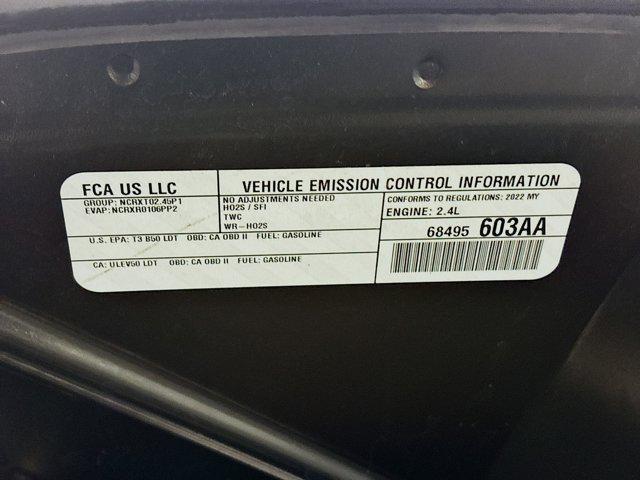 FCA US LLC
GROUP: NCRXT02.45P1
EVAP: NCRXR0106PP2
VEHICLE EMISSION CONTROL INFORMATION
NO ADJUSTMENTS NEEDED
HO2S / SFI
TWC
WR-HO2S
CONFORMS TO REGULATIONS: 2022 MY
ENGINE: 2.4L
U.S. EPA: T3 B50 LDT OBD: CA OBD II FUEL: GASOLINE
CA: ULEV50 LDT OBD: CA OBD II FUEL: GASOLINE
68495 603AA